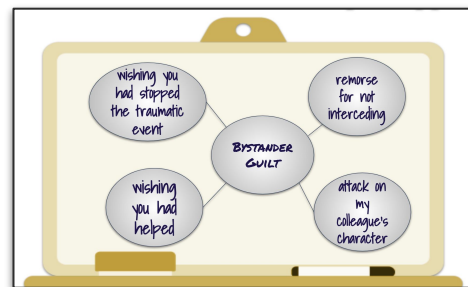 wishing you
had stopped
the traumatic
event
remorse
for not
interceding
BYSTANDER
GUILT
wishing
you had
helped
attack on
my
colleague's
character